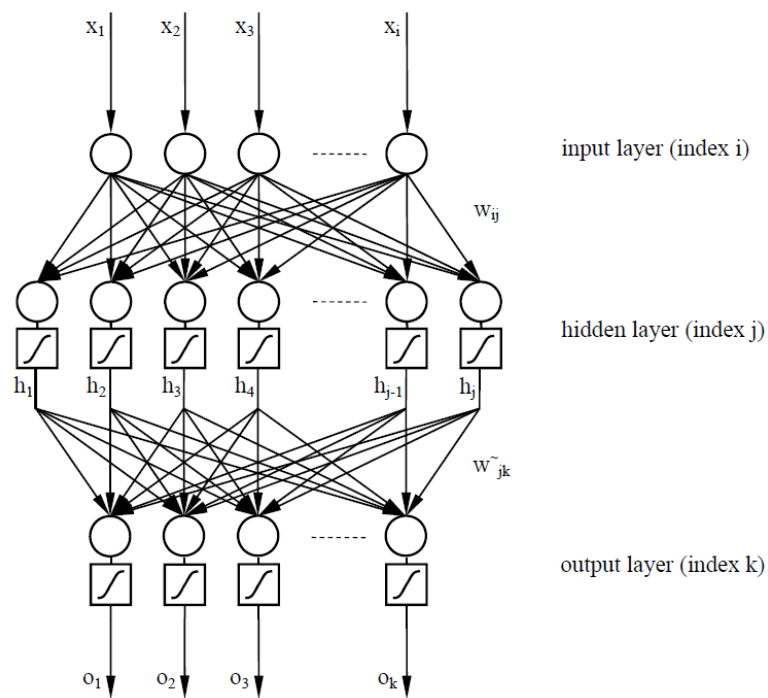 x₁ x₂ x₃ xᵢ
input layer (index i)
wᵢⱼ
hidden layer (index j)
h₁ h₂ h₃ h₄ hⱼ₋₁ hⱼ
w˜ⱼₖ
output layer (index k)
o₁ o₂ o₃ oₖ